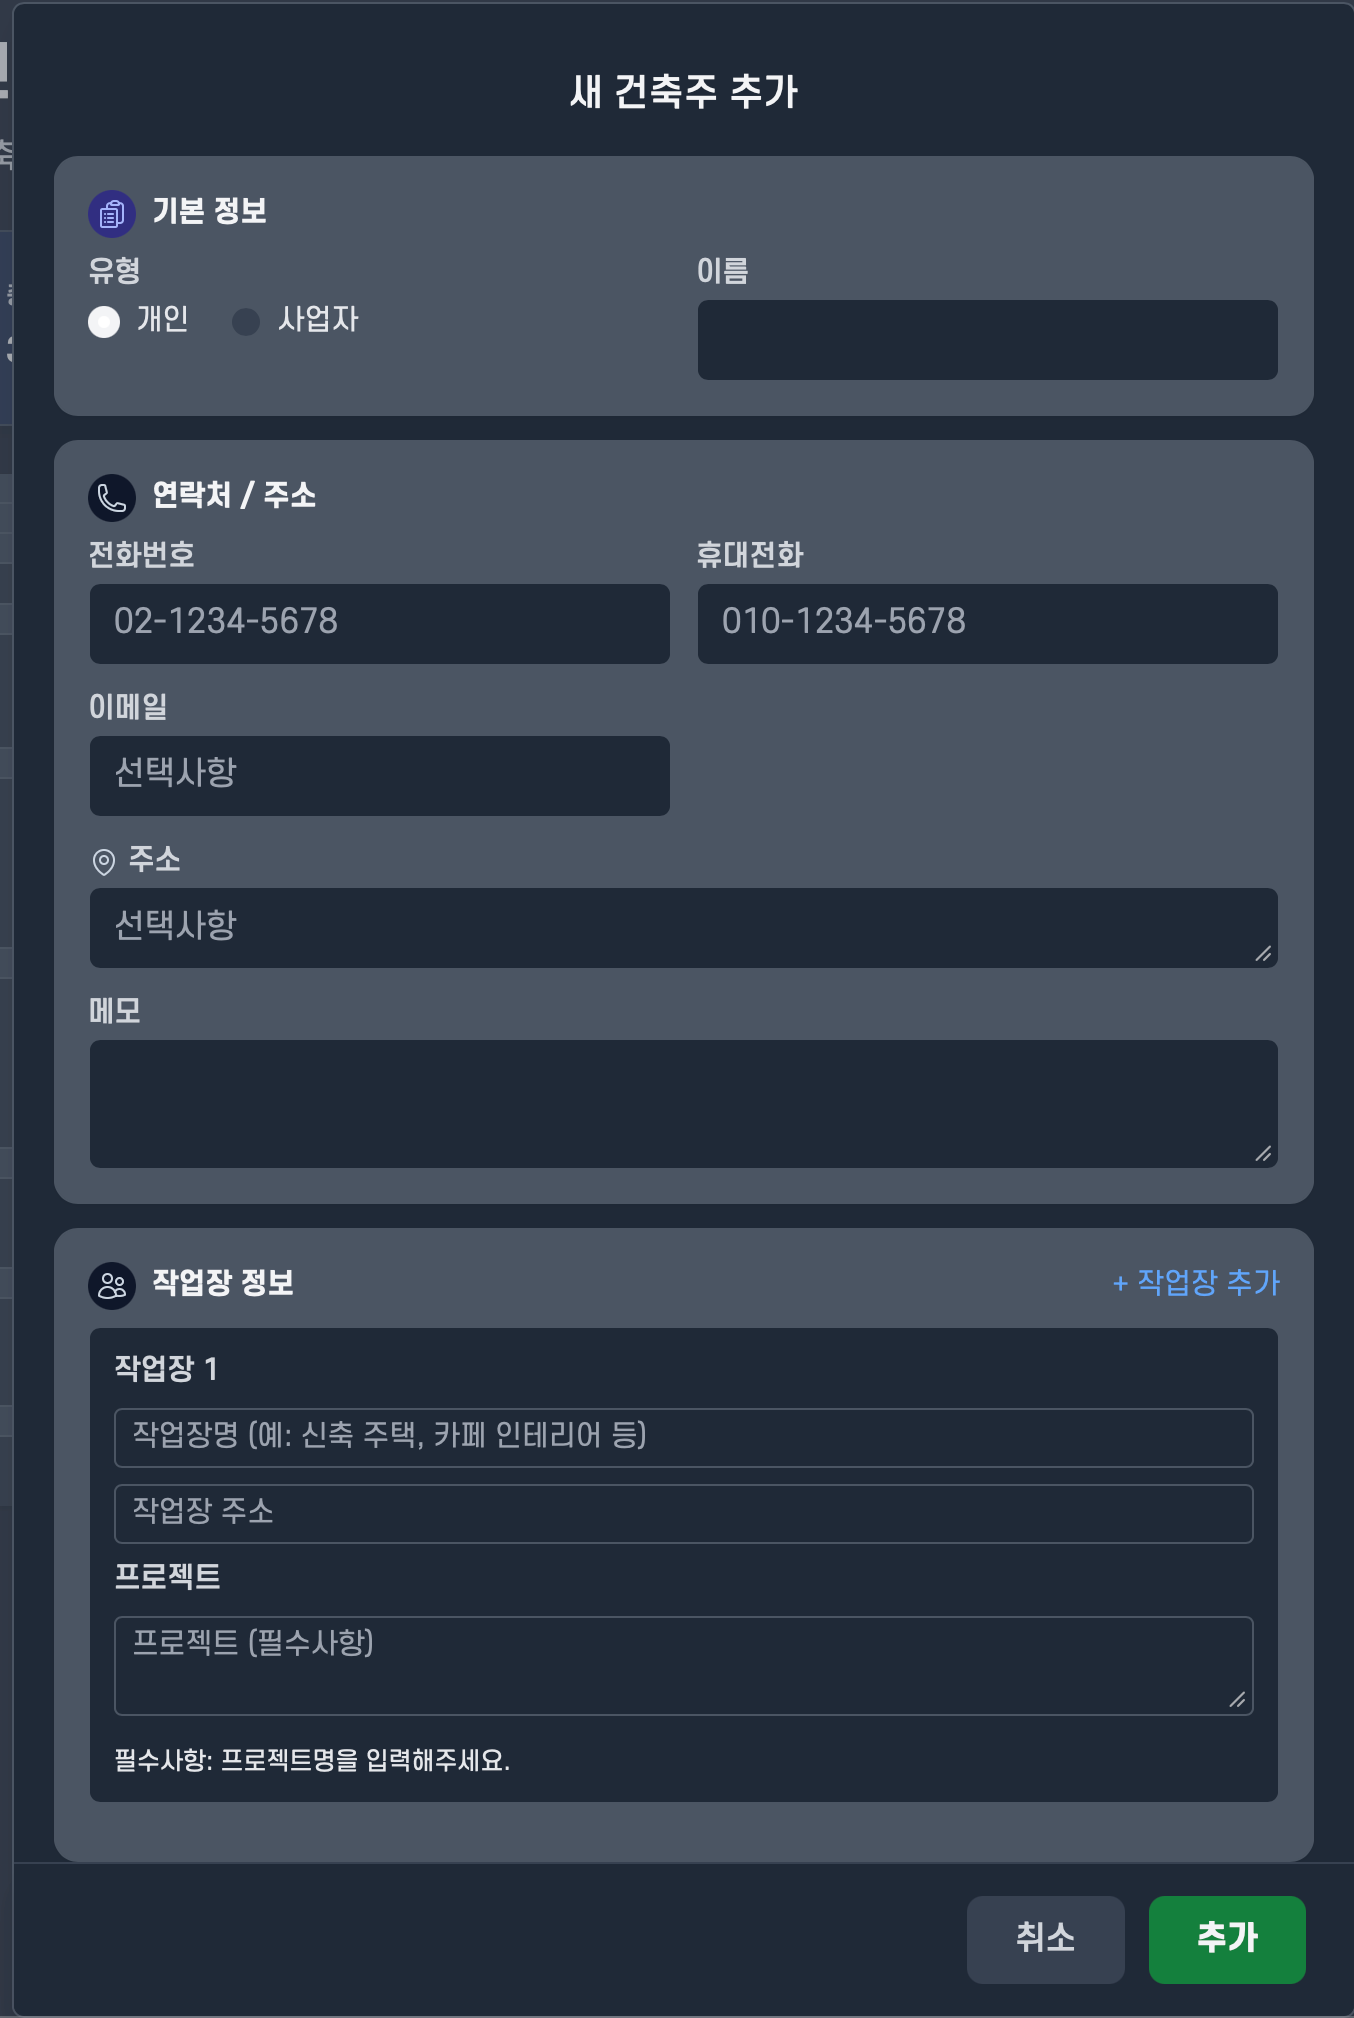 새 건축주 추가
기본 정보
유형
이름
개인 사업자
연락처 / 주소
전화번호 휴대전화
02-1234-5678 010-1234-5678
이메일
선택사항
주소
선택사항
메모
작업장 정보 + 작업장 추가
작업장 1
작업장명 (예: 신축 주택, 카페 인테리어 등)
작업장 주소
프로젝트
프로젝트 (필수사항)
필수사항: 프로젝트명을 입력해주세요.
취소 추가